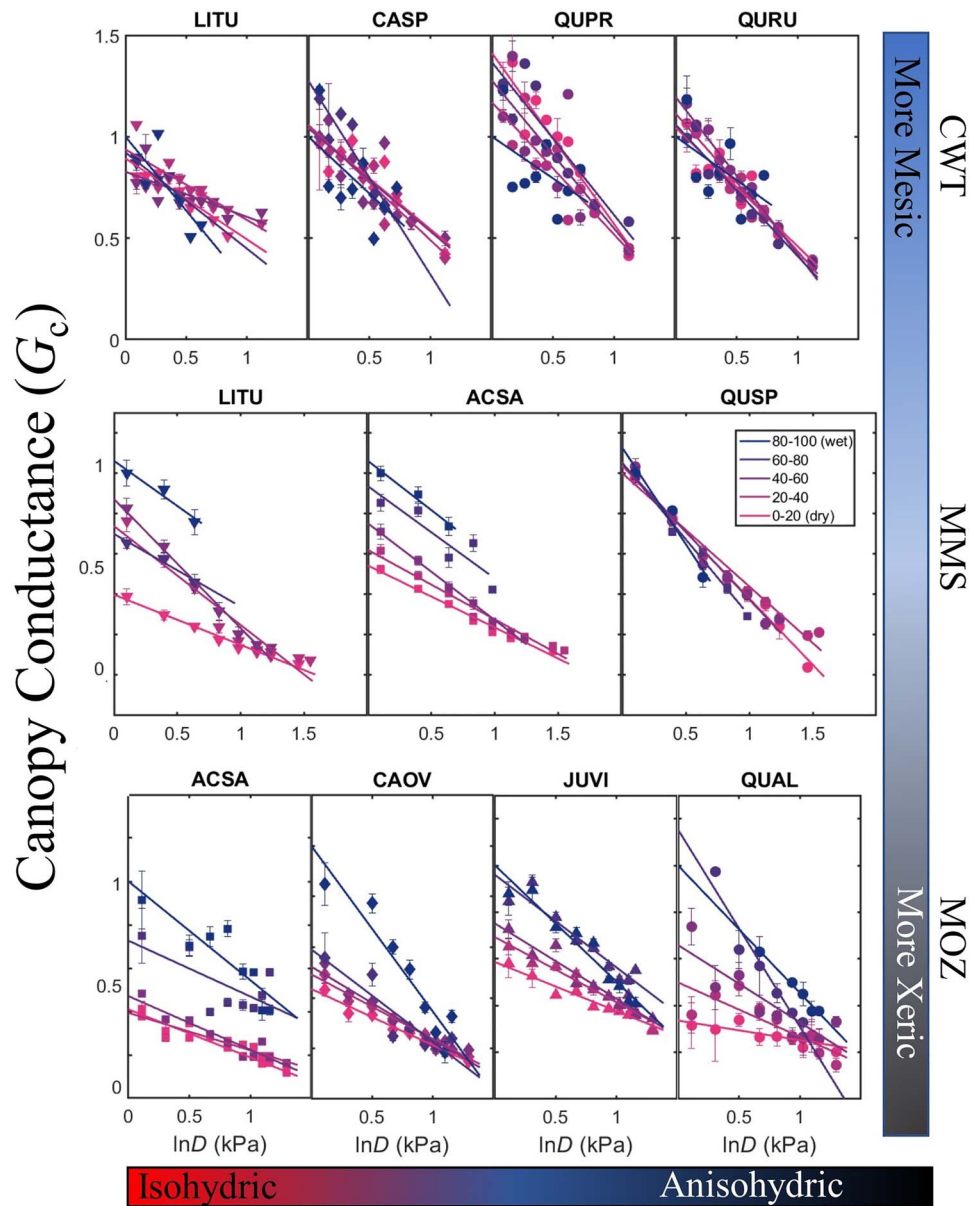 LITU CASP QUPR QURU
1.5
1
0.5
0
0 0.5 1 0.5 1 0.5 1 0.5 1
LITU ACSA QUSP
1
0.5
0
80-100 (wet)
60-80
40-60
20-40
0-20 (dry)
0 0.5 1 1.5 0.5 1 1.5 0.5 1 1.5
ACSA CAOV JUVI QUAL
1
0.5
0
0 0.5 1 0.5 1 0.5 1 0.5 1
lnD (kPa) lnD (kPa) lnD (kPa) lnD (kPa)
Canopy Conductance (Gc)
More Mesic
More Xeric
CWT
MMS
MOZ
Isohydric Anisohydric